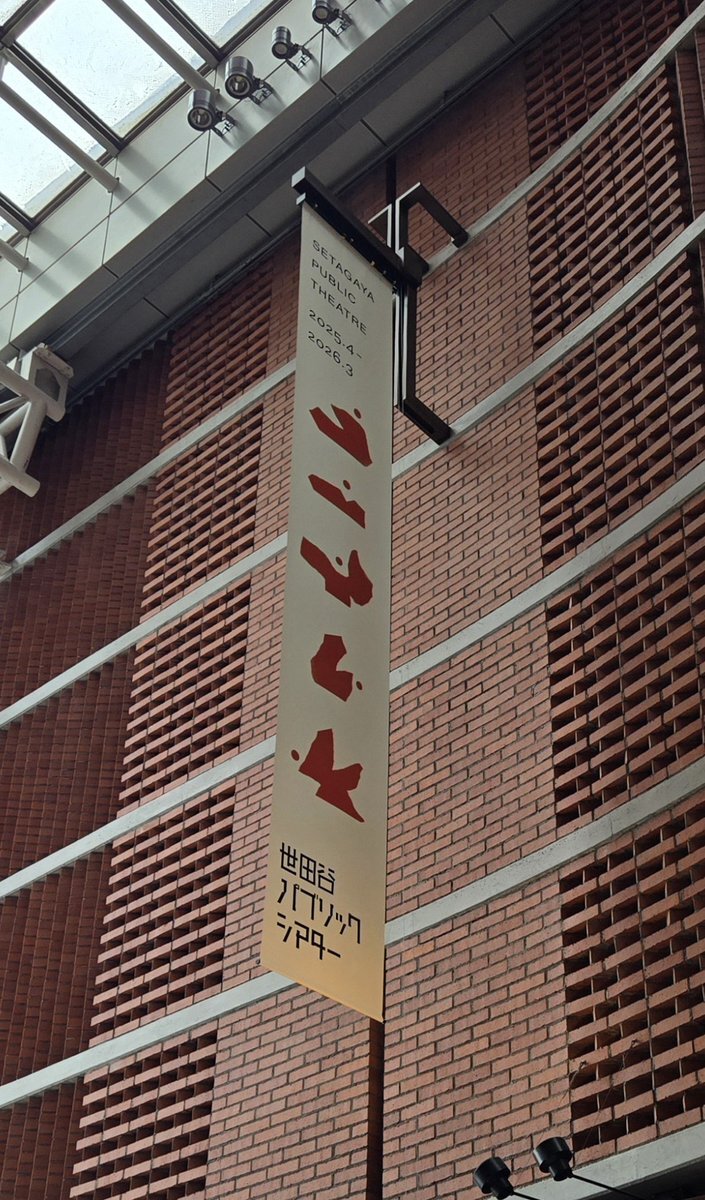 SETAGAYA
PUBLIC
THEATRE
2025.4-
2026.3
世田谷
パブリック
シアター